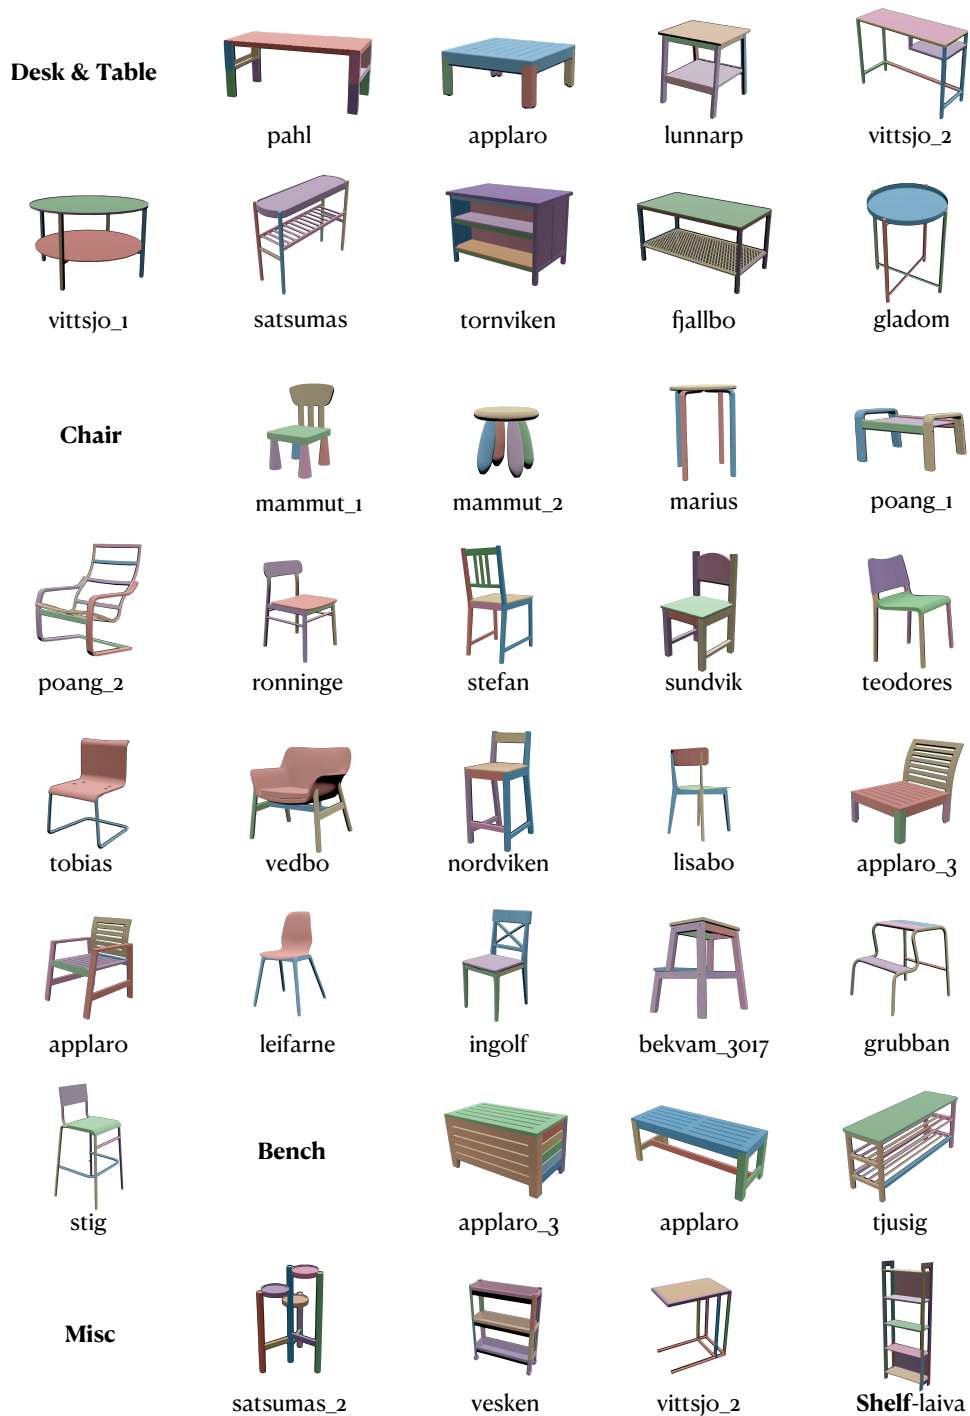 Desk & Table
pahl applaro lunnarp vittsjo_2
vittsjo_1 satsumas tornviken fjallbo gladom
Chair
mammut_1 mammut_2 marius poang_1
poang_2 ronninge stefan sundvik teodores
tobias vedbo nordviken lisabo applaro_3
applaro leifarne ingolf bekvam_3017 grubban
stig
Bench
applaro_3 applaro tjusig
Misc
satsumas_2 vesken vittsjo_2 Shelf-laiva